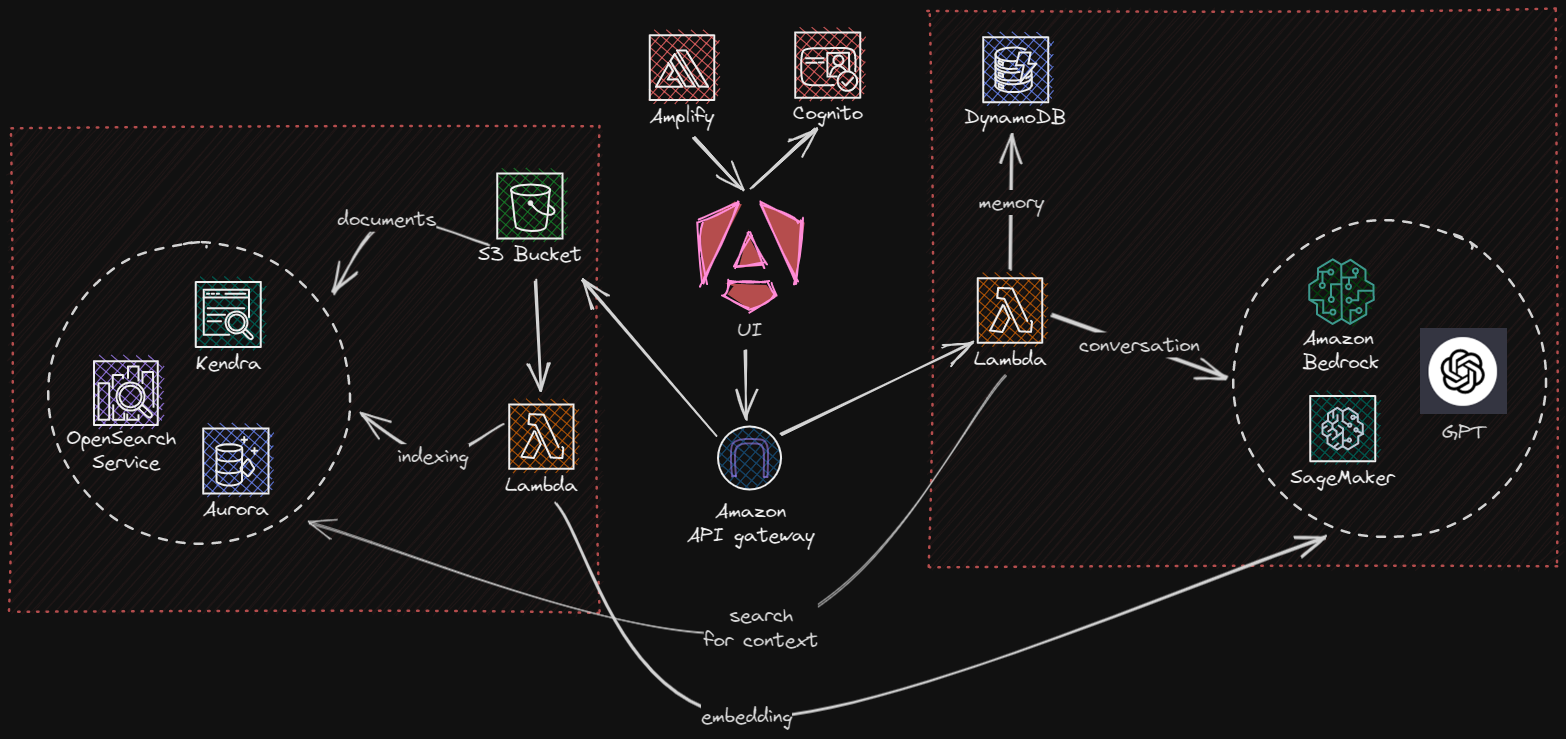 Amplify
Cognito
DynamoDB
memory
documents
S3 Bucket
Kendra
OpenSearch
Service
Aurora
indexing
Lambda
UI
Amazon
API gateway
Lambda
conversation
Amazon
Bedrock
GPT
SageMaker
search
for context
embedding